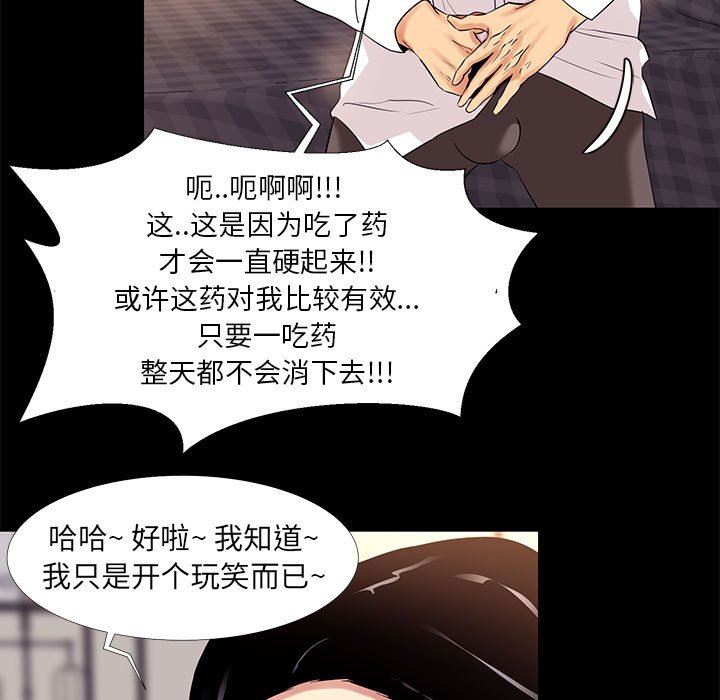 呃..呃啊啊!!!
这..这是因为吃了药
才会一直硬起来!!
或许这药对我比较有效...
只要一吃药
整天都不会消下去!!!
哈哈~ 好啦~ 我知道~
我只是开个玩笑而已~